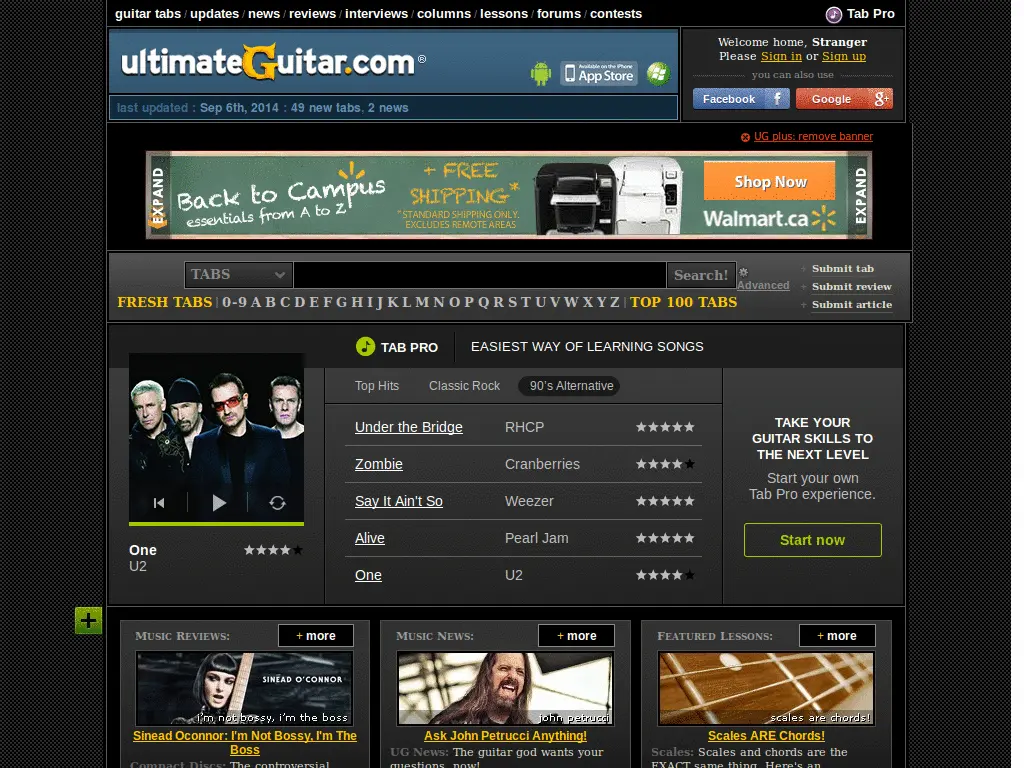 guitar tabs / updates / news / reviews / interviews / columns / lessons / forums / contests
Tab Pro
ultimateGuitar.com®
Available on the iPhone
App Store
last updated : Sep 6th, 2014 : 49 new tabs, 2 news
Welcome home, Stranger
Please Sign in or Sign up
you can also use
Facebook f
Google g+
UG plus: remove banner
EXPAND
Back to Campus
essentials from A to Z
+ FREE
SHIPPING*
*STANDARD SHIPPING ONLY.
EXCLUDES REMOTE AREAS
Shop Now
Walmart.ca
EXPAND
TABS
Search!
Advanced
+ Submit tab
+ Submit review
+ Submit article
FRESH TABS | 0-9 A B C D E F G H I J K L M N O P Q R S T U V W X Y Z | TOP 100 TABS
TAB PRO
EASIEST WAY OF LEARNING SONGS
Top Hits Classic Rock 90's Alternative
Under the Bridge RHCP
Zombie Cranberries
Say It Ain't So Weezer
Alive Pearl Jam
One U2
One
U2
TAKE YOUR
GUITAR SKILLS TO
THE NEXT LEVEL
Start your own
Tab Pro experience.
Start now
+
Music Reviews:
+ more
SINEAD O'CONNOR
i'm not bossy, i'm the boss
Sinead Oconnor: I'm Not Bossy, I'm The
Boss
Compact Discs: The controversial
Music News:
+ more
john petrucci
Ask John Petrucci Anything!
UG News: The guitar god wants your
questions, now!
Featured Lessons:
+ more
scales are chords!
Scales ARE Chords!
Scales: Scales and chords are the
EXACT same thing. Here's an